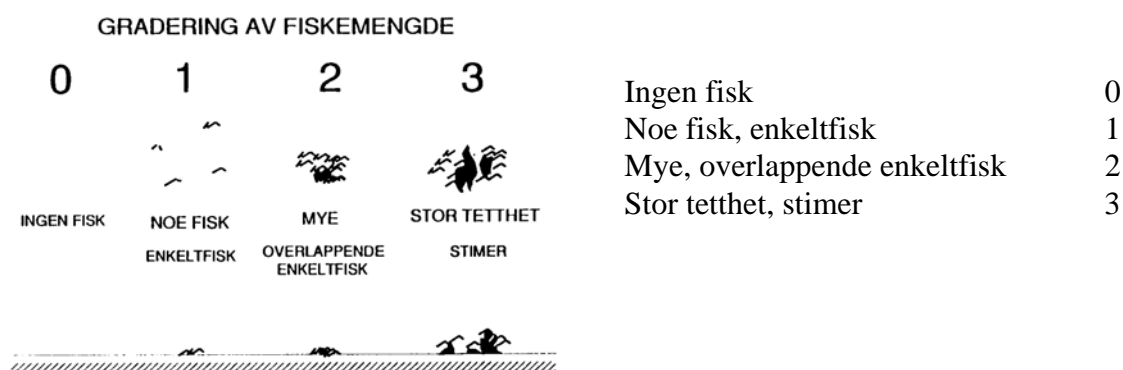 GRADERING AV FISKEMENGDE
0 1 2 3
INGEN FISK NOE FISK MYE STOR TETTHET
ENKELTFISK OVERLAPPENDE STIMER
ENKELTFISK
Ingen fisk 0
Noe fisk, enkeltfisk 1
Mye, overlappende enkeltfisk 2
Stor tetthet, stimer 3